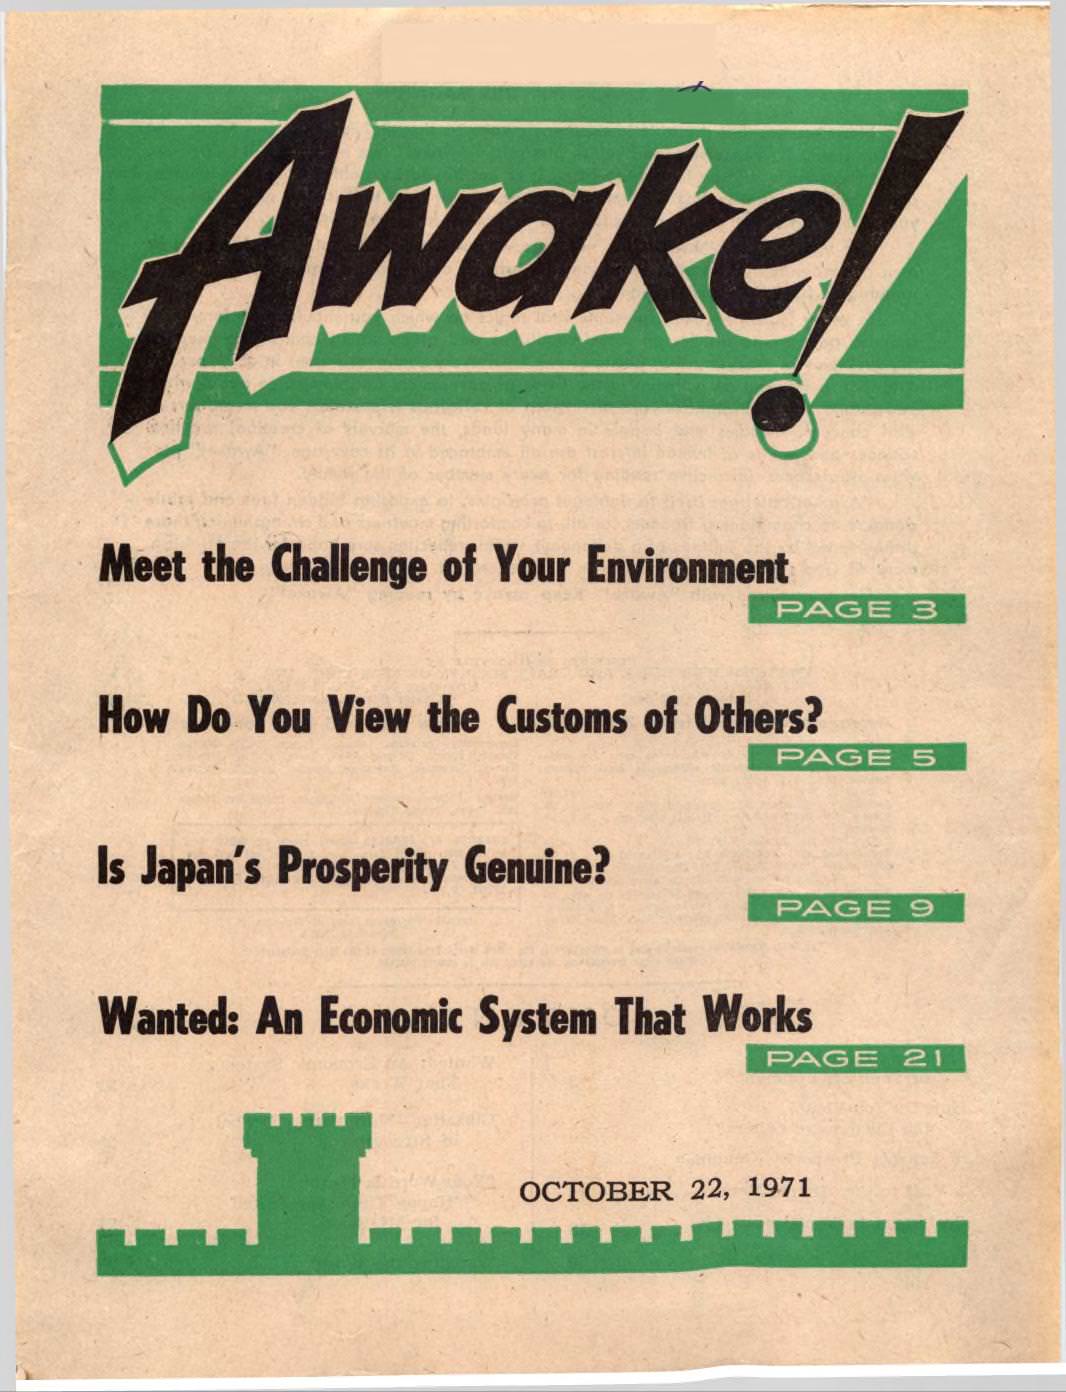 Awake!
Meet the Challenge of Your Environment
PAGE 3
How Do You View the Customs of Others?
PAGE 5
Is Japan's Prosperity Genuine?
PAGE 9
Wanted: An Economic System That Works
PAGE 21
OCTOBER 22, 1971